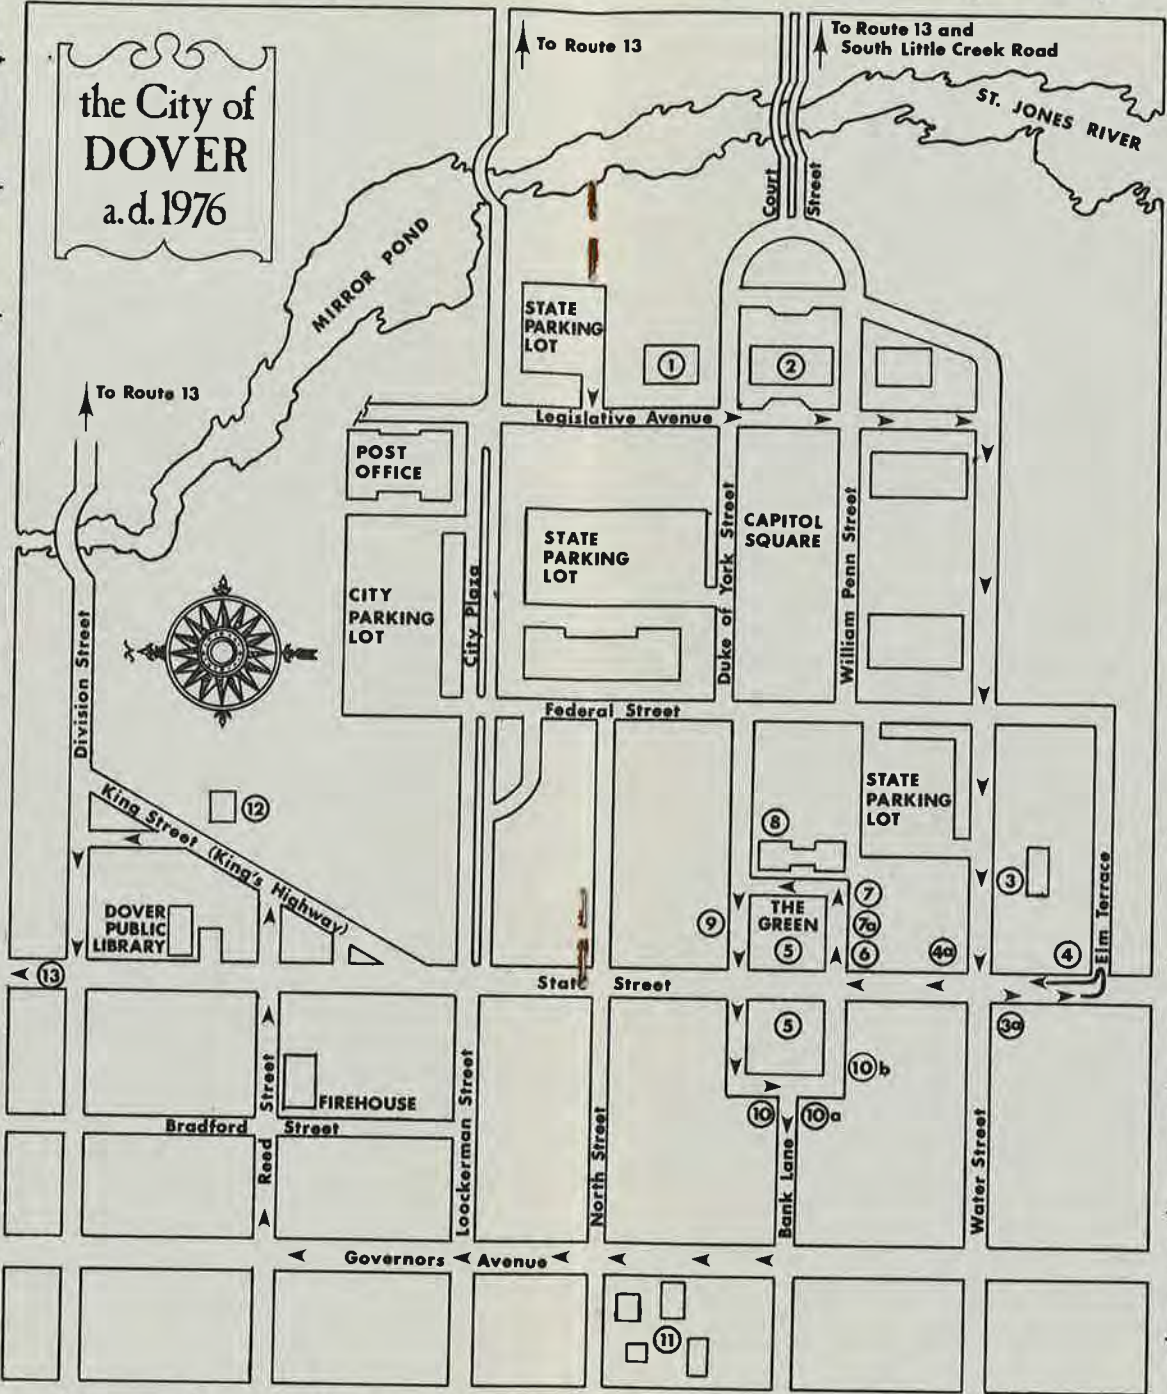 the City of
DOVER
a.d. 1976
To Route 13
To Route 13 and
South Little Creek Road
ST. JONES RIVER
Court
Street
MIRROR POND
STATE
PARKING
LOT
1
2
To Route 13
Legislative Avenue
POST
OFFICE
STATE
PARKING
LOT
CAPITOL
SQUARE
Duke of York Street
William Penn Street
CITY
PARKING
LOT
City Plaza
Division Street
Federal Street
King Street (King's Highway)
12
STATE
PARKING
LOT
8
3
Elm Terrace
7
THE
GREEN
5
7a
6
9
4a
4
DOVER
PUBLIC
LIBRARY
13
State Street
5
3a
10b
10
10a
FIREHOUSE
Bradford Street
Reed Street
Loockerman Street
North Street
Bank Lane
Water Street
Governors Avenue
11